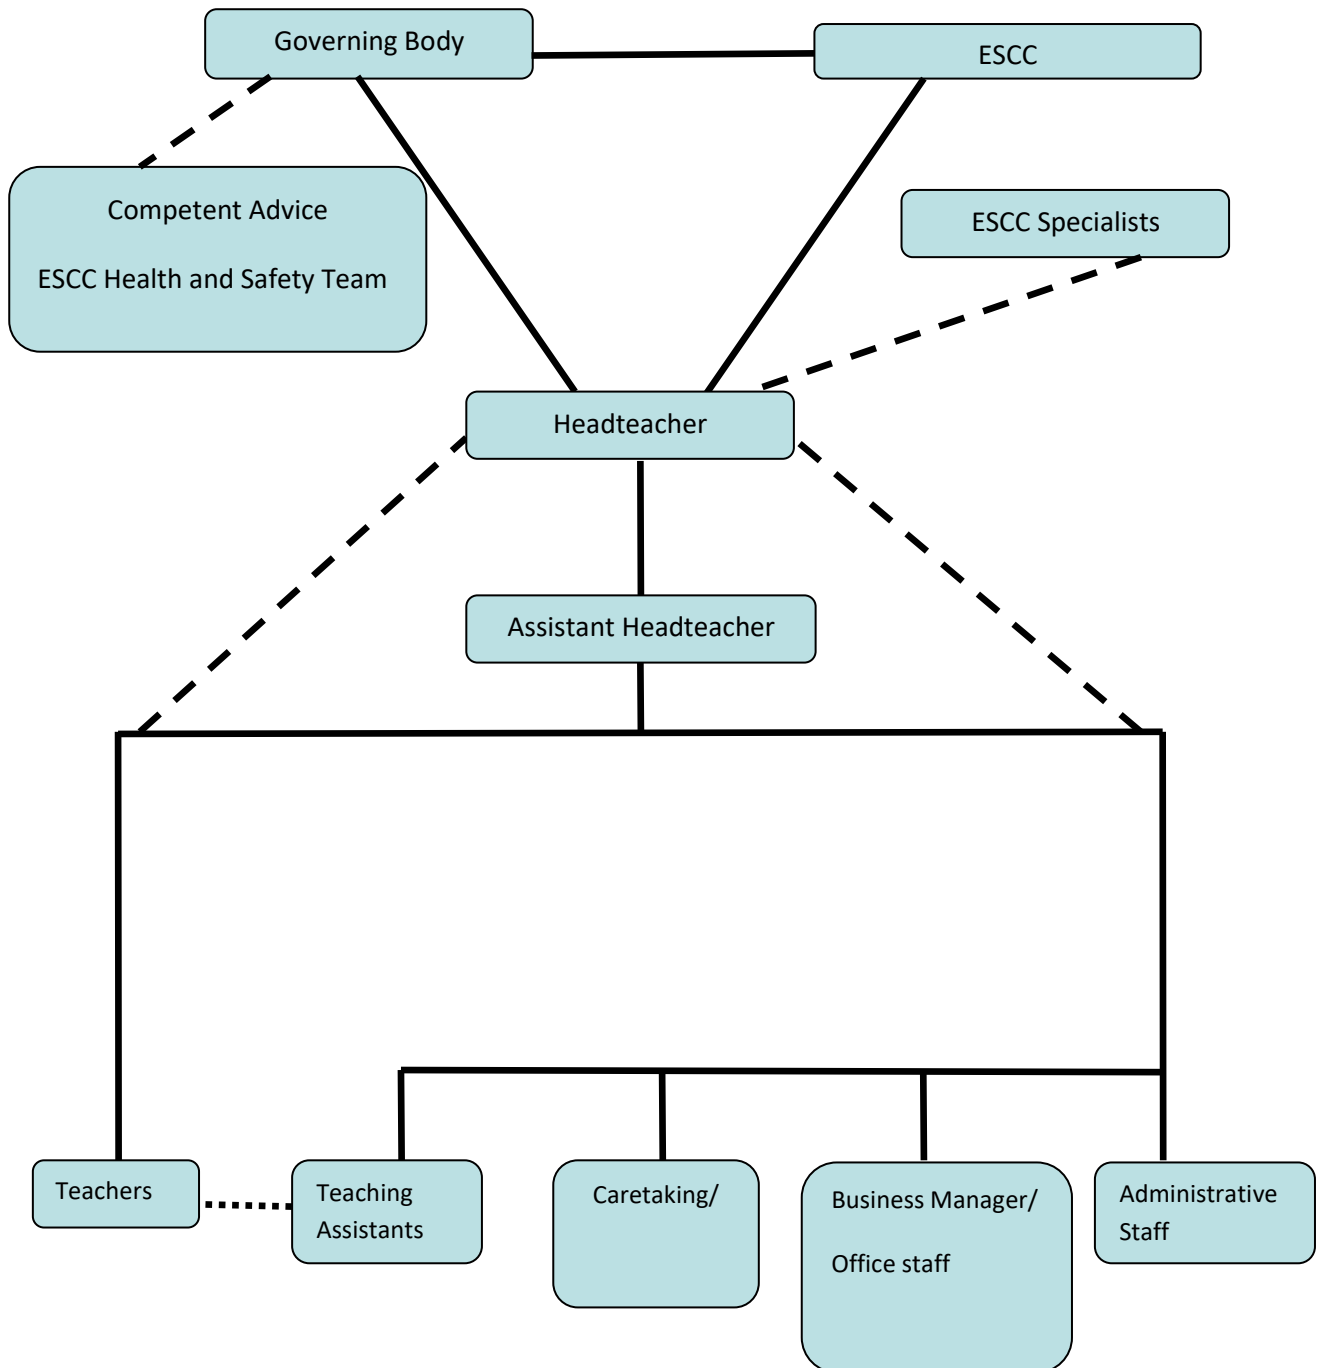 Governing Body
ESCC
Competent Advice
ESCC Health and Safety Team
ESCC Specialists
Headteacher
Assistant Headteacher
Teachers
Teaching
Assistants
Caretaking/
Business Manager/
Office staff
Administrative
Staff